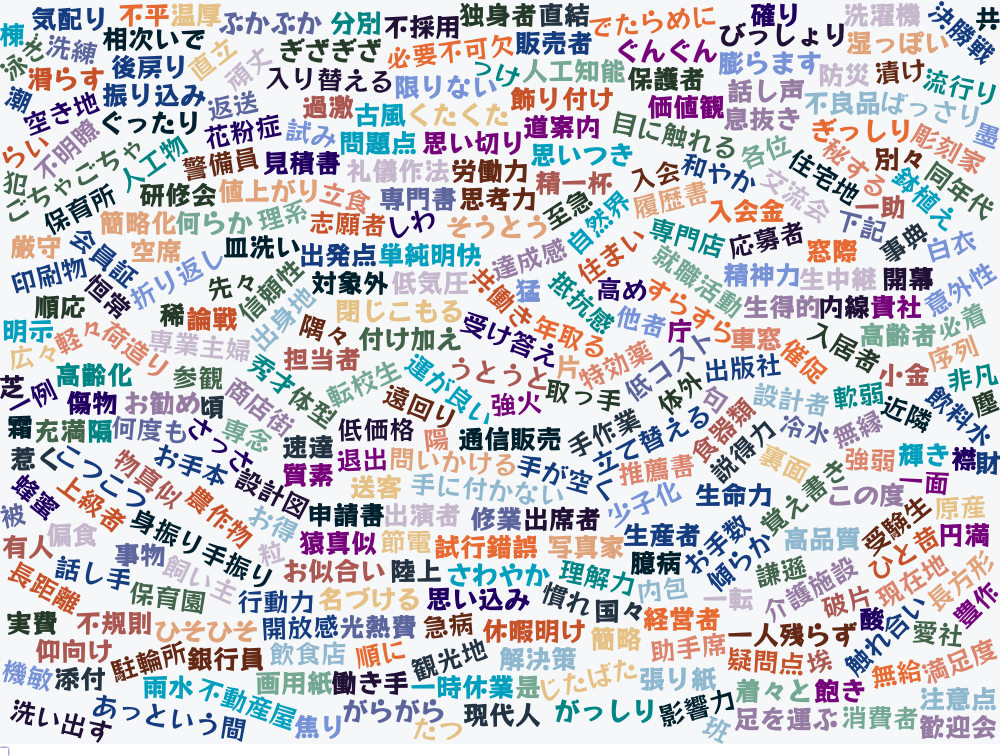 気配り 不平 温厚 ぶかぶか 分別 不採用 独身者 直結 でたらめに 確り 洗濯機 決勝戦 共
棟 泳ぎ 洗練 相次いで 直立 頑丈 ぎざぎざ 必要不可欠 販売者 ぐんぐん びっしょり 湿っぽい
滑らす 後戻り 入り替える 限りない つけ 人工知能 保護者 膨らます 防災 漬け 流行り
潮 空き地 振り込み 返送 過激 古風 くたくた 飾り付け 価値観 話し声 不良品 ばっさり 墨
らい 不明瞭 ぐったり 花粉症 試み 問題点 思い切り 道案内 目に触れる 息抜き ぎっしり 彫刻家
犯 ごちゃごちゃ 人工物 警備員 見積書 礼儀作法 労働力 思いつき 各位 秘する 別々 同年代
保育所 研修会 値上がり 立食 専門書 思考力 精一杯 入会 和やか 住宅地 鉢植え
簡略化 何らか 理系 志願者 しわ そうとう 至急 履歴書 入会金 交流会 一助
厳守 会員証 空席 皿洗い 出発点 単純明快 達成感 自然界 専門店 応募者 下記 事典 白衣
印刷物 恒常 折り返し 先々 信頼性 対象外 低気圧 共働き 猛 抵抗感 住まい 就職活動 窓際 精神力 生中継 開幕 意外性
順応 稀 論戦 出身地 閉じこもる 年取る 高め すらすら 生得的 内線 貴社
明示 軽々 荷造り 専業主婦 隅々 付け加え 受け答え 他者 庁 車窓 入居者 高齢者 必着
広々 高齢化 参観 秀才 担当者 運が良い うとうと 片 特効薬 低コスト 出版社 催促 小金 序列
芝 一例 傷物 お勧め 頃 商店街 体型 転校生 遠回り 強火 取っ手 体外 句 設計者 軟弱 近隣 飲料水 非凡 塵
霜 充満 隔 何度も さっさ 専念 速達 低価格 陽 通信販売 手作業 立て替える 食器類 説得力 冷水 無縁 輝き 襟 財
惹く こつこつ 物真似 お手本 設計図 質素 退出 問いかける 手が空く 推薦書 裏面 覚え書き 強弱 一面
蜂蜜 上級者 農作物 送客 手に付かない 少子化 生命力 この度 原産
被 偏食 身振り手振り お得 申請書 出演者 修業 出席者 生産者 お手数 高品質 受験生 円満
有人 事物 粒 猿真似 節電 試行錯誤 写真家 臆病 傾らか 謙遜 ひと苗
長距離 話し手 飼い主 お似合い 陸上 さわやか 理解力 内包 一転 介護施設 破片 現在地 長方形
保育園 行動力 名づける 思い込み 慣れ 国々 経営者 酸 触れ合い 豊作
実費 不規則 ひそひそ 開放感 光熱費 急病 休暇明け 簡略 助手席 一人残らず 愛社
仰向け 駐輪所 銀行員 飲食店 順に 観光地 解決策 疑問点 埃 無給 満足度
機敏 添付 雨水 不動産屋 画用紙 働き手 一時休業 是 じたばた 張り紙 着々と 飽き 注意点
洗い出す あっという間 焦り がらがら たつ 現代人 がっしり 影響力 班 足を運ぶ 消費者 歓迎会